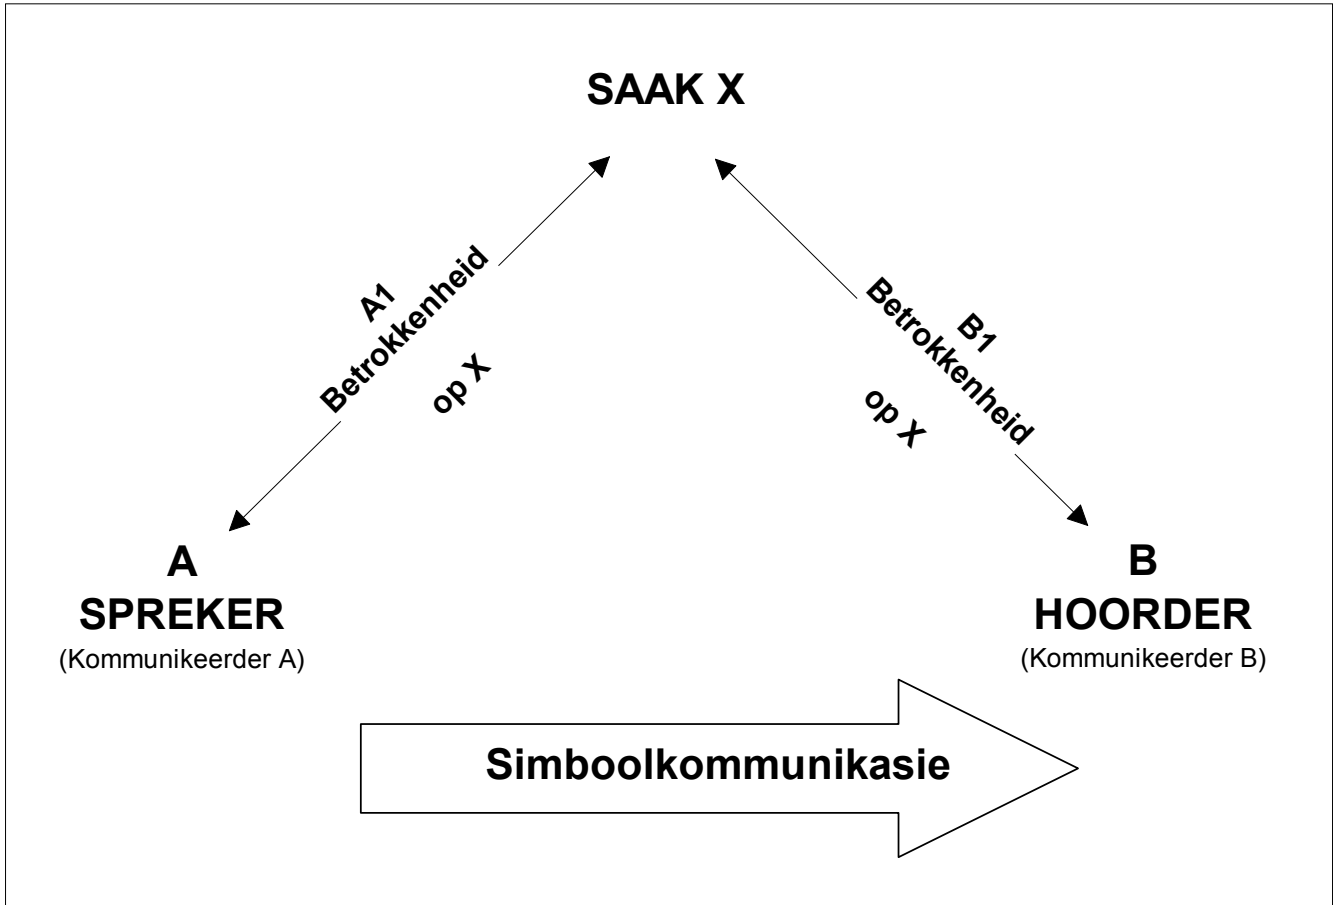 SAAK X
A1
Betrokkenheid
op X
B1
Betrokkenheid
op X
A
SPREKER
(Kommunikeerder A)
B
HOORDER
(Kommunikeerder B)
Simboolkommunikasie